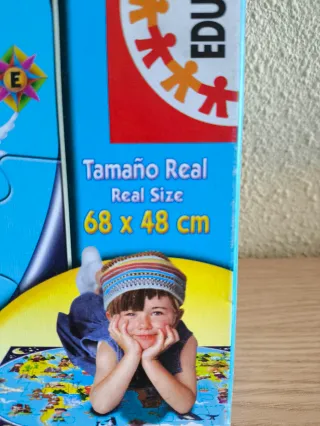 EDU
E
Tamaño Real
Real Size
68 x 48 cm